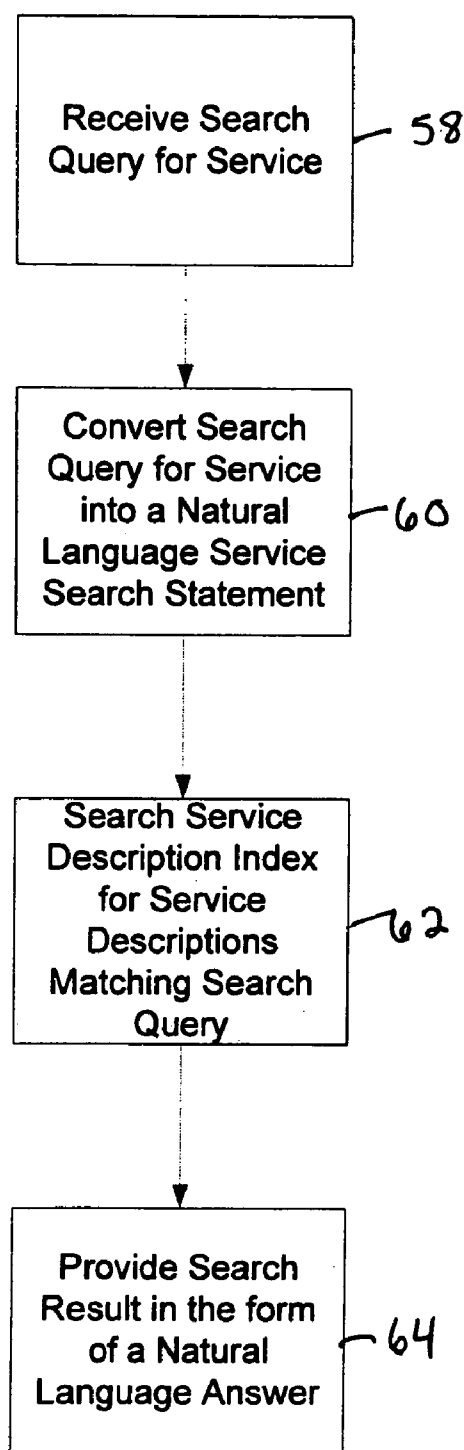 Receive Search
Query for Service
58
Convert Search
Query for Service
into a Natural
Language Service
Search Statement
60
Search Service
Description Index
for Service
Descriptions
Matching Search
Query
62
Provide Search
Result in the form
of a Natural
Language Answer
64